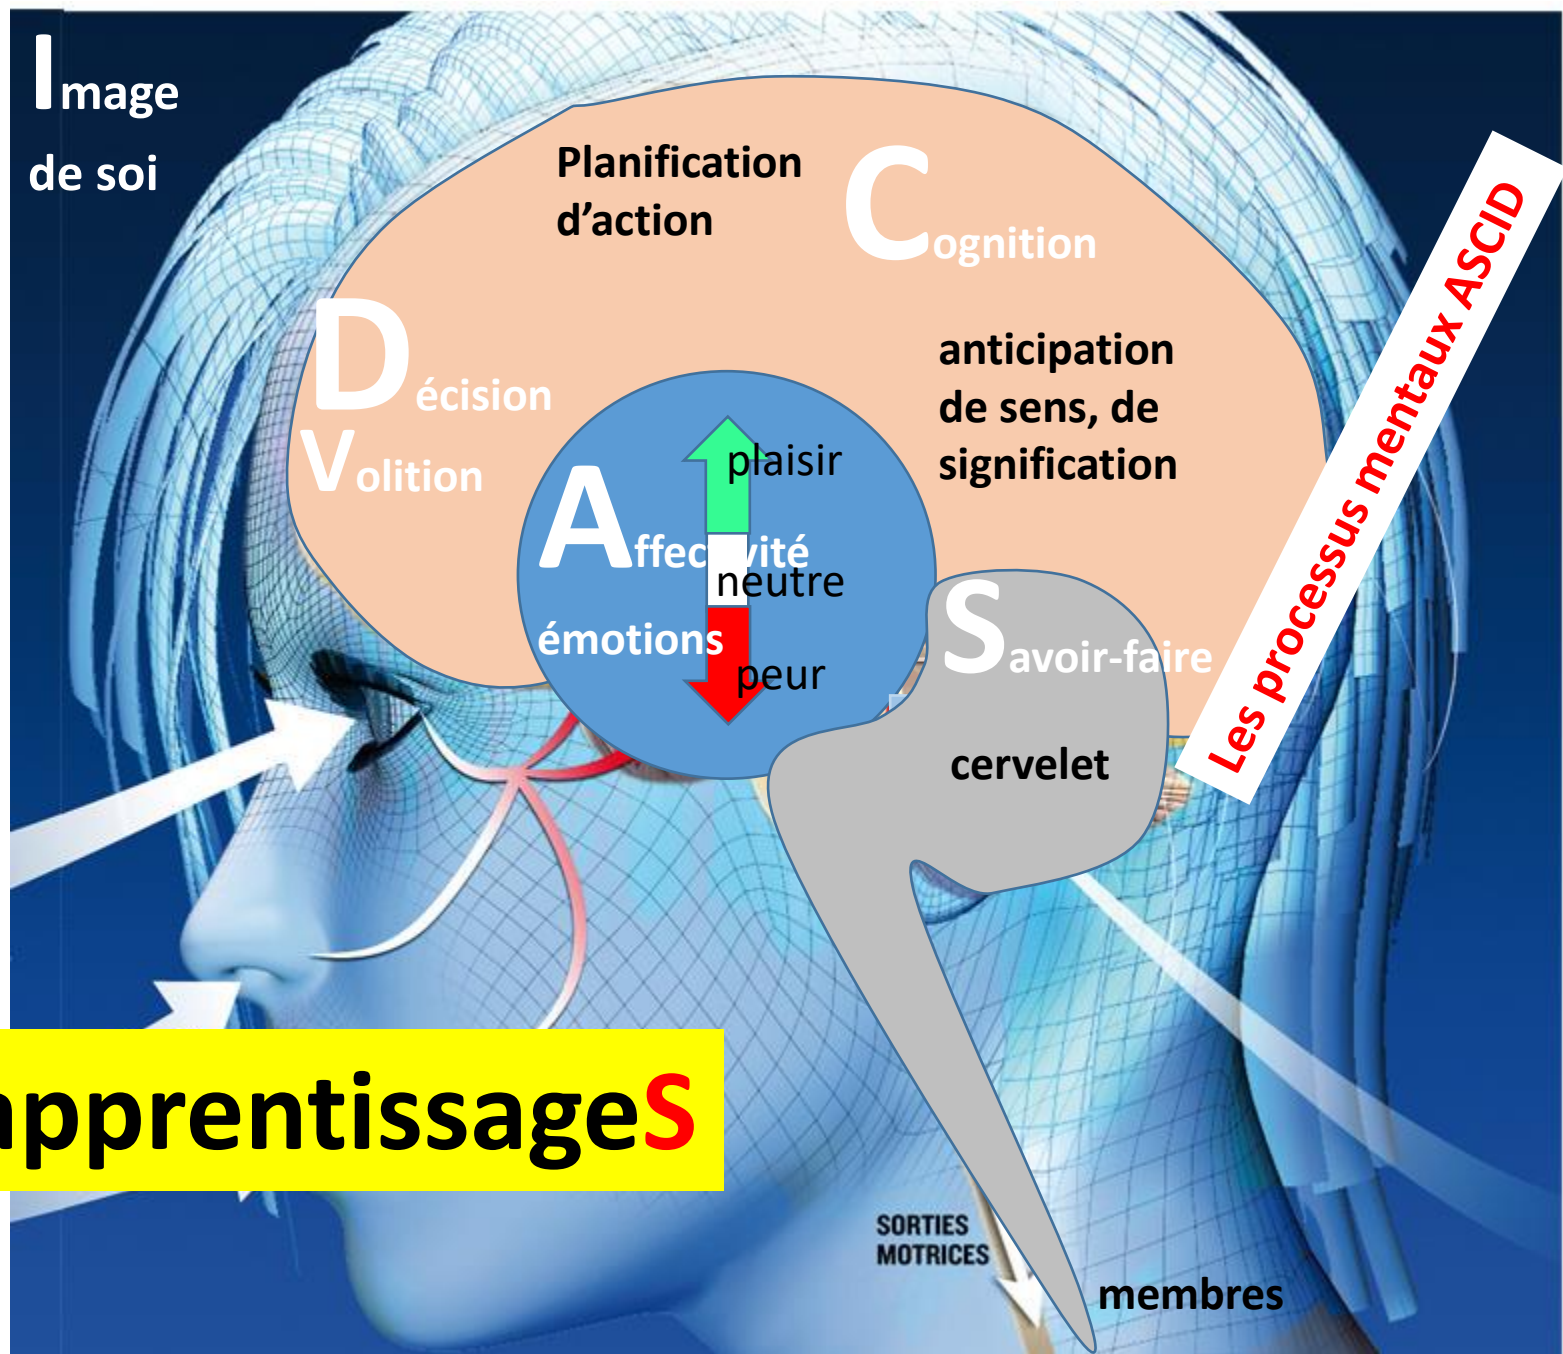 Image
de soi
Planification
d’action
Cognition
Décision
Volition
anticipation
de sens, de
signification
plaisir
Affectivité
neutre
émotions
peur
Savoir-faire
cervelet
Les processus mentaux ASCID
apprentissageS
SORTIES
MOTRICES
membres